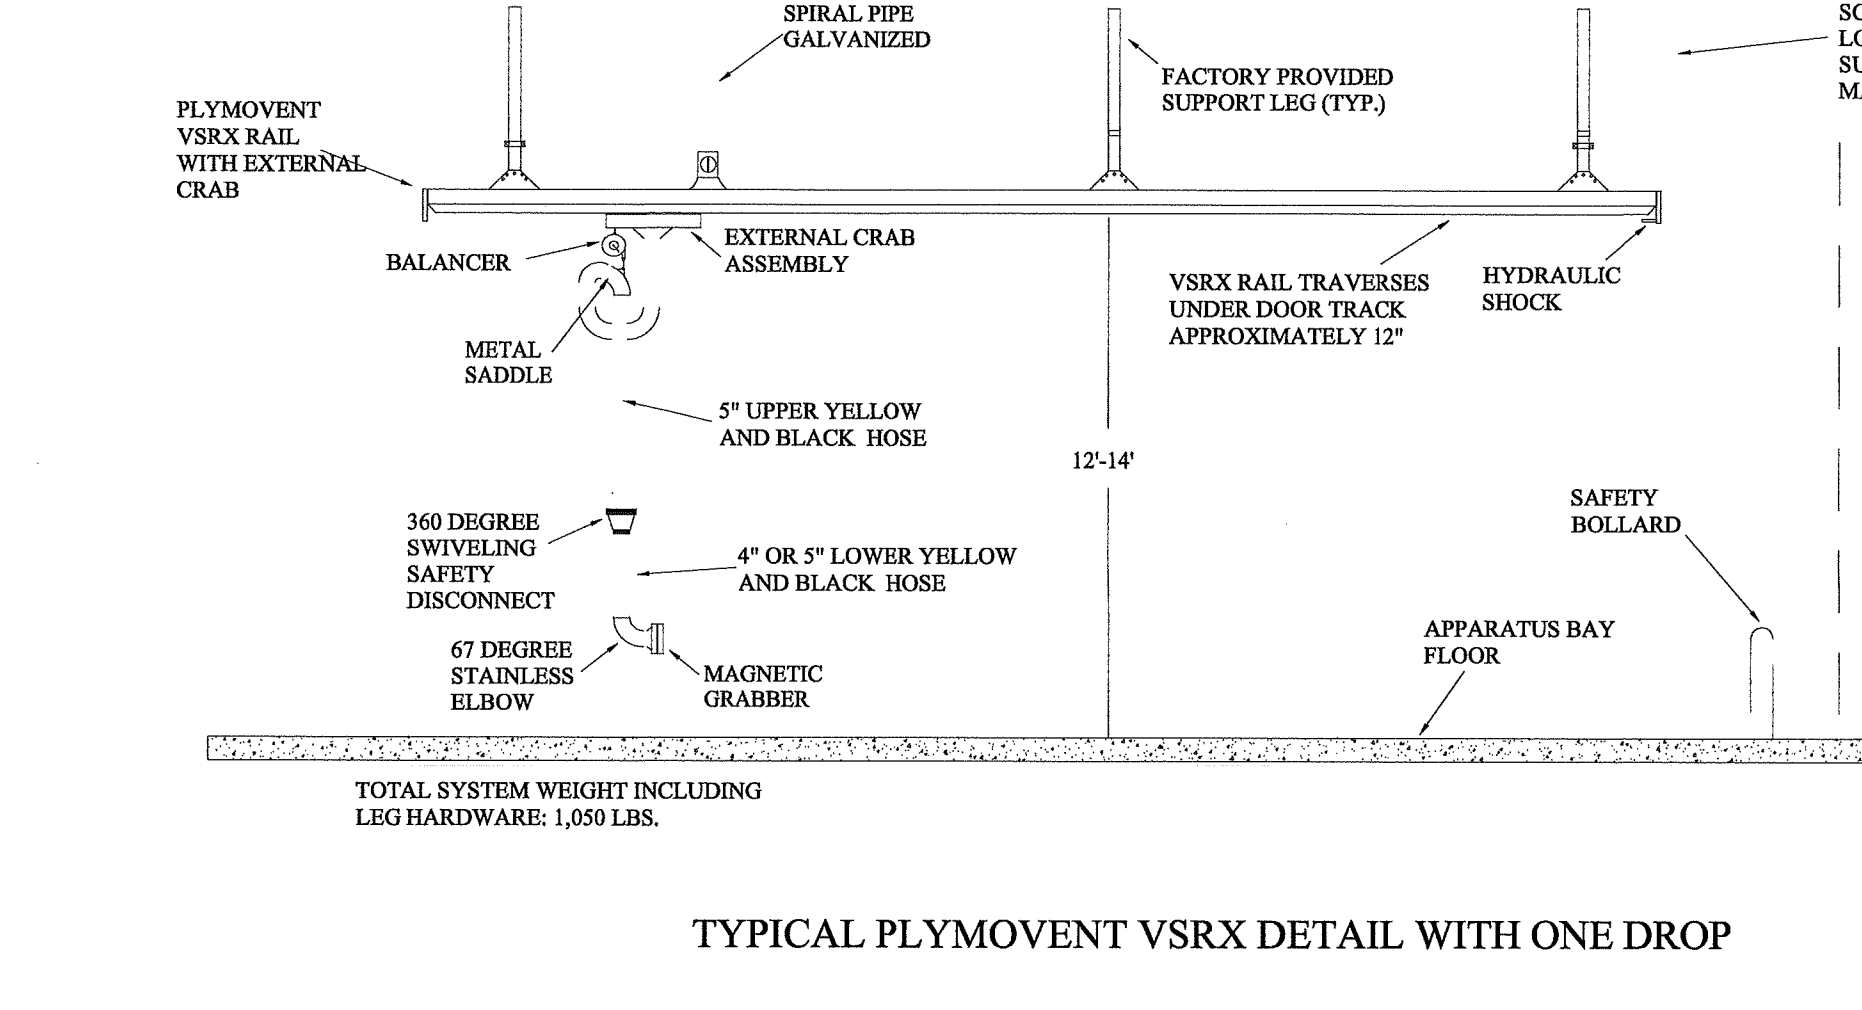 SPIRAL PIPE
GALVANIZED
FACTORY PROVIDED
SUPPORT LEG (TYP.)
PLYMOVENT
VSRX RAIL
WITH EXTERNAL
CRAB
BALANCER
EXTERNAL CRAB
ASSEMBLY
VSRX RAIL TRAVERSES
UNDER DOOR TRACK
APPROXIMATELY 12"
HYDRAULIC
SHOCK
METAL
SADDLE
5" UPPER YELLOW
AND BLACK HOSE
12'-14'
SAFETY
BOLLARD
360 DEGREE
SWIVELING
SAFETY
DISCONNECT
4" OR 5" LOWER YELLOW
AND BLACK HOSE
APPARATUS BAY
FLOOR
67 DEGREE
STAINLESS
ELBOW
MAGNETIC
GRABBER
TOTAL SYSTEM WEIGHT INCLUDING
LEG HARDWARE: 1,050 LBS.
TYPICAL PLYMOVENT VSRX DETAIL WITH ONE DROP